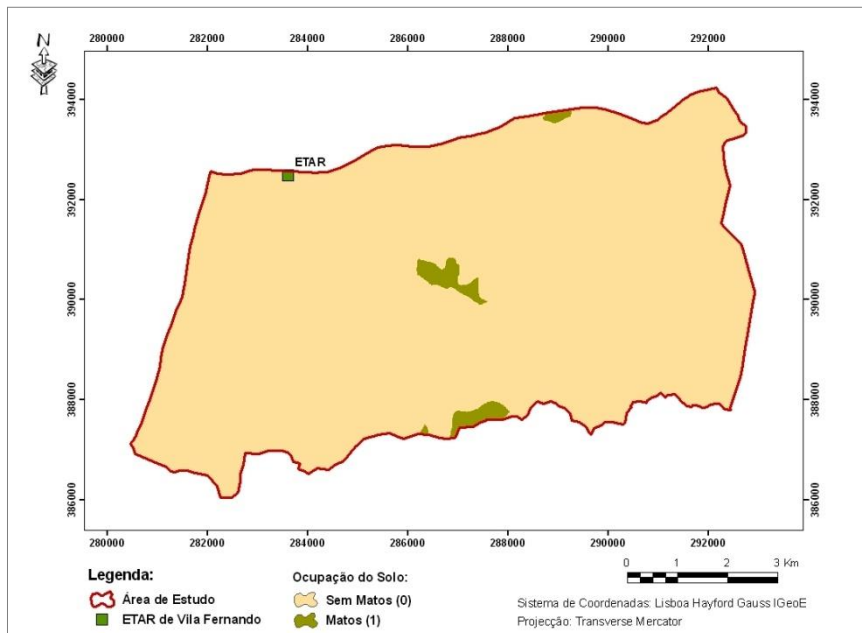 N
280000 282000 284000 286000 288000 290000 292000
394000 394000
ETAR
392000 392000
390000 390000
388000 388000
386000 386000
280000 282000 284000 286000 288000 290000 292000
Legenda:
Área de Estudo
ETAR de Vila Fernando
Ocupação do Solo:
Sem Matos (0)
Matos (1)
0 1 2 3 Km
Sistema de Coordenadas: Lisboa Hayford Gauss IGeoE
Projecção: Transverse Mercator